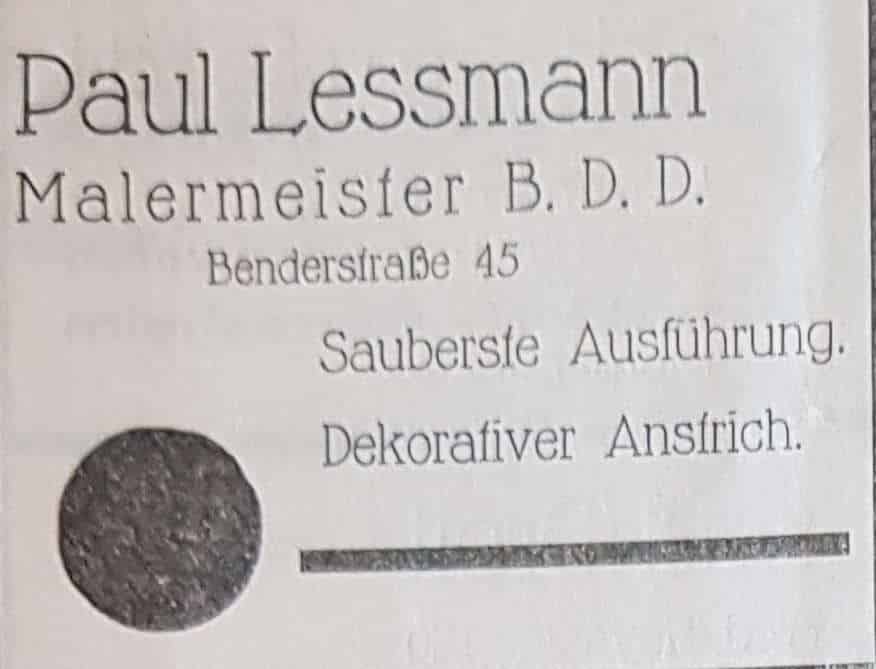 Paul Lessmann
Malermeister B. D. D.
Benderstraße 45
Sauberste Ausführung.
Dekorativer Anstrich.